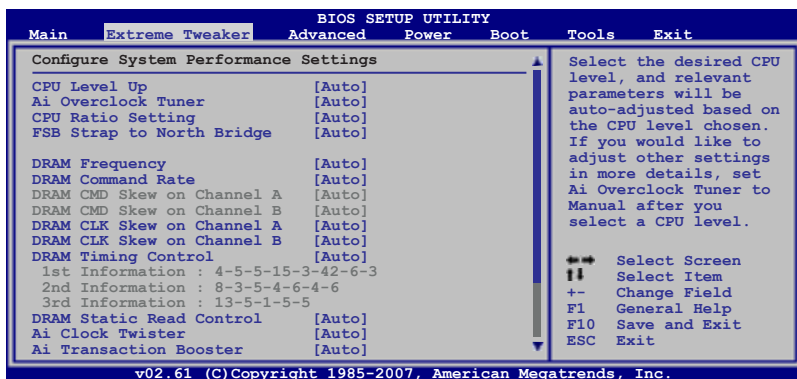 BIOS SETUP UTILITY
Main Extreme Tweaker Advanced Power Boot Tools Exit
Configure System Performance Settings
CPU Level Up [Auto]
Ai Overclock Tuner [Auto]
CPU Ratio Setting [Auto]
FSB Strap to North Bridge [Auto]
DRAM Frequency [Auto]
DRAM Command Rate [Auto]
DRAM CMD Skew on Channel A [Auto]
DRAM CMD Skew on Channel B [Auto]
DRAM CLK Skew on Channel A [Auto]
DRAM CLK Skew on Channel B [Auto]
DRAM Timing Control [Auto]
1st Information : 4-5-5-15-3-42-6-3
2nd Information : 8-3-5-4-6-4-6
3rd Information : 13-5-1-5-5
DRAM Static Read Control [Auto]
Ai Clock Twister [Auto]
Ai Transaction Booster [Auto]
Select the desired CPU
level, and relevant
parameters will be
auto-adjusted based on
the CPU level chosen.
If you would like to
adjust other settings
in more details, set
Ai Overclock Tuner to
Manual after you
select a CPU level.
←→ Select Screen
↑↓ Select Item
+- Change Field
F1 General Help
F10 Save and Exit
ESC Exit
v02.61 (C)Copyright 1985-2007, American Megatrends, Inc.